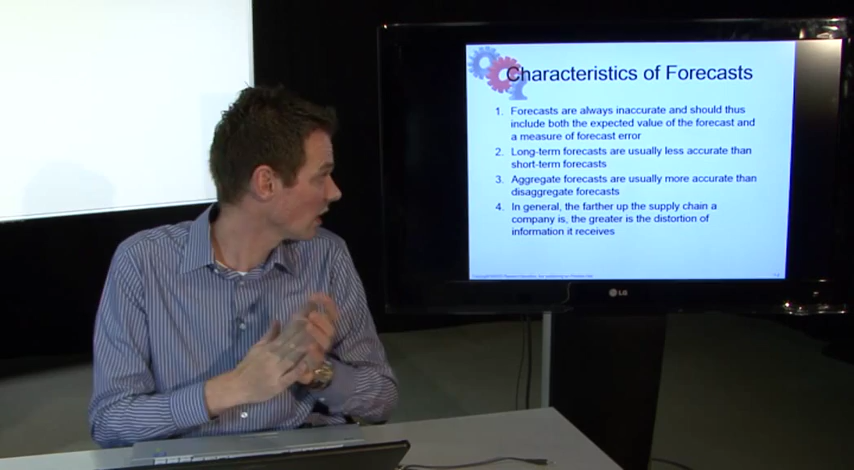 Characteristics of Forecasts
1. Forecasts are always inaccurate and should thus
include both the expected value of the forecast and
a measure of forecast error
2. Long-term forecasts are usually less accurate than
short-term forecasts
3. Aggregate forecasts are usually more accurate than
disaggregate forecasts
4. In general, the farther up the supply chain a
company is, the greater is the distortion of
information it receives
LG